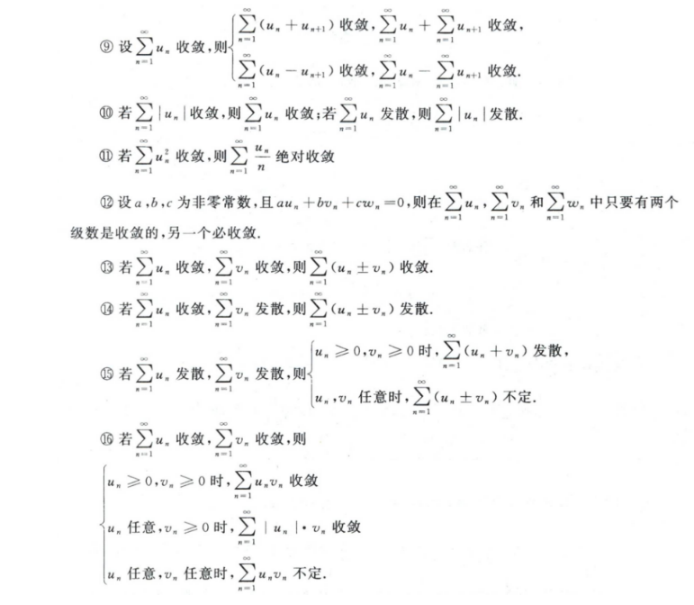 ⑨ 设 $\sum_{n=1}^{\infty} u_n$ 收敛,则 $\begin{cases} \sum_{n=1}^{\infty}(u_n+u_{n+1}) \text{收敛}, \sum_{n=1}^{\infty}u_n+\sum_{n=1}^{\infty}u_{n+1} \text{收敛}, \\ \sum_{n=1}^{\infty}(u_n-u_{n+1}) \text{收敛}, \sum_{n=1}^{\infty}u_n-\sum_{n=1}^{\infty}u_{n+1} \text{收敛}. \end{cases}$
⑩ 若 $\sum_{n=1}^{\infty}|u_n|$ 收敛,则 $\sum_{n=1}^{\infty}u_n$ 收敛;若 $\sum_{n=1}^{\infty}u_n$ 发散,则 $\sum_{n=1}^{\infty}|u_n|$ 发散.
⑪ 若 $\sum_{n=1}^{\infty}u_n^2$ 收敛,则 $\sum_{n=1}^{\infty}\frac{u_n}{n}$ 绝对收敛
⑫ 设 a,b,c 为非零常数,且 $au_n+bv_n+cw_n=0$,则在 $\sum_{n=1}^{\infty}u_n$,$\sum_{n=1}^{\infty}v_n$ 和 $\sum_{n=1}^{\infty}w_n$ 中只要有两个
级数是收敛的,另一个必收敛.
⑬ 若 $\sum_{n=1}^{\infty}u_n$ 收敛,$\sum_{n=1}^{\infty}v_n$ 收敛,则 $\sum_{n=1}^{\infty}(u_n\pm v_n)$ 收敛.
⑭ 若 $\sum_{n=1}^{\infty}u_n$ 收敛,$\sum_{n=1}^{\infty}v_n$ 发散,则 $\sum_{n=1}^{\infty}(u_n\pm v_n)$ 发散.
⑮ 若 $\sum_{n=1}^{\infty}u_n$ 发散,$\sum_{n=1}^{\infty}v_n$ 发散,则 $\begin{cases} u_n\geqslant 0,v_n\geqslant 0 \text{时}, \sum_{n=1}^{\infty}(u_n+v_n) \text{发散}, \\ u_n,v_n \text{任意时}, \sum_{n=1}^{\infty}(u_n\pm v_n) \text{不定}. \end{cases}$
⑯ 若 $\sum_{n=1}^{\infty}u_n$ 收敛,$\sum_{n=1}^{\infty}v_n$ 收敛,则
$u_n\geqslant 0,v_n\geqslant 0$ 时,$\sum_{n=1}^{\infty}u_nv_n$ 收敛
$u_n$ 任意,$v_n\geqslant 0$ 时,$\sum_{n=1}^{\infty}|u_n|\cdot v_n$ 收敛
$u_n$ 任意,$v_n$ 任意时,$\sum_{n=1}^{\infty}u_nv_n$ 不定.